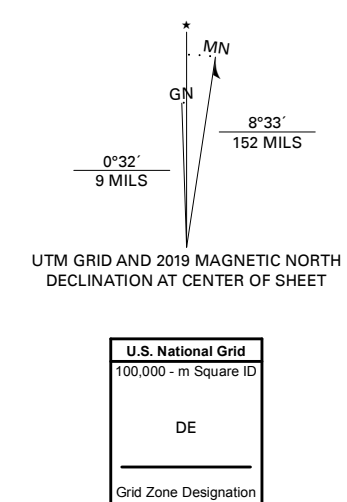 ★
MN
GN
8°33´
152 MILS
0°32´
9 MILS
UTM GRID AND 2019 MAGNETIC NORTH
DECLINATION AT CENTER OF SHEET
U.S. National Grid
100,000 - m Square ID
DE
Grid Zone Designation